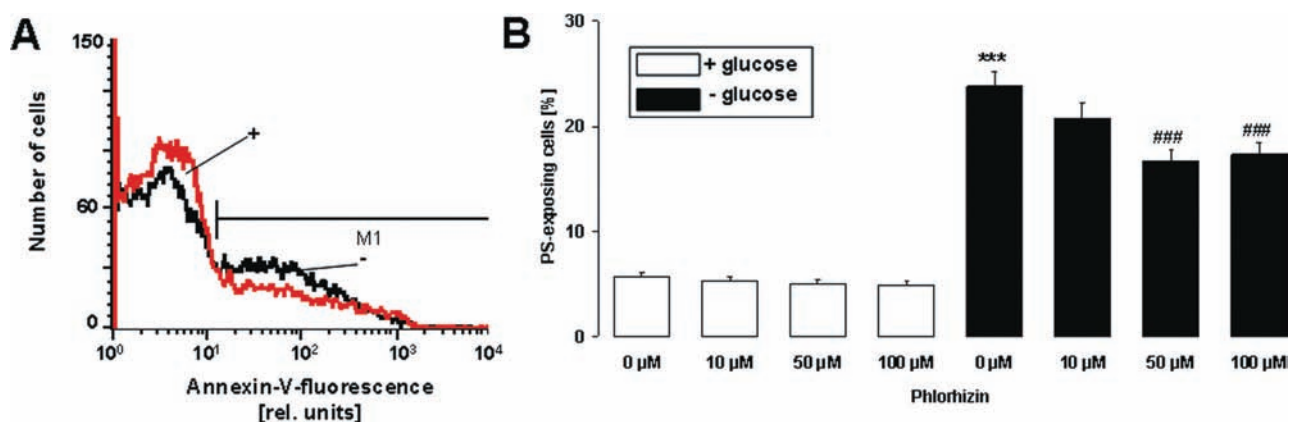 A
Number of cells
150
60
0
+
M1
-
10⁰ 10¹ 10² 10³ 10⁴
Annexin-V-fluorescence
[rel. units]
B
PS-exposing cells [%]
30
20
10
0
+ glucose
- glucose
***
###
###
0 µM 10 µM 50 µM 100 µM 0 µM 10 µM 50 µM 100 µM
Phlorhizin